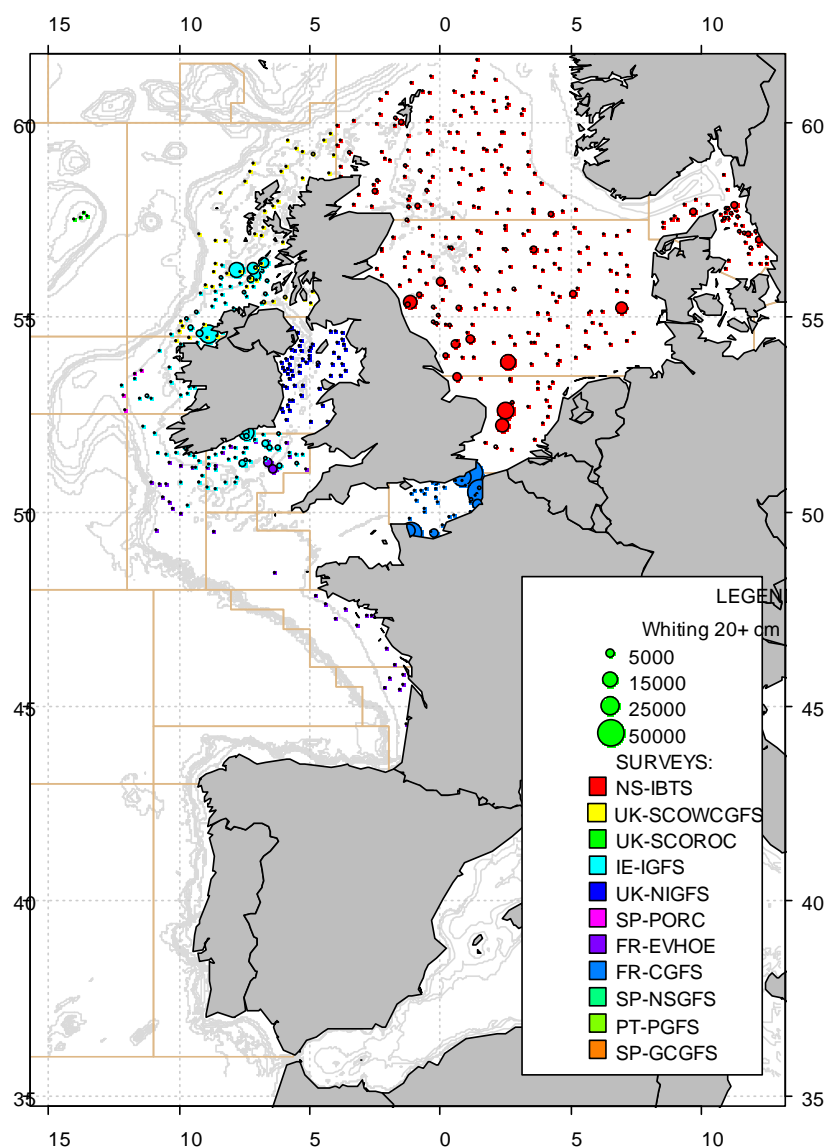 15 10 5 0 5 10
60 60
55 55
50 50
LEGEN
Whiting 20+ cm
5000
15000
25000
50000
45 45
SURVEYS:
NS-IBTS
UK-SCOWCGFS
UK-SCOROC
IE-IGFS
UK-NIGFS
40 40
SP-PORC
FR-EVHOE
FR-CGFS
SP-NSGFS
PT-PGFS
SP-GCGFS
35 35
15 10 5 0 5 10